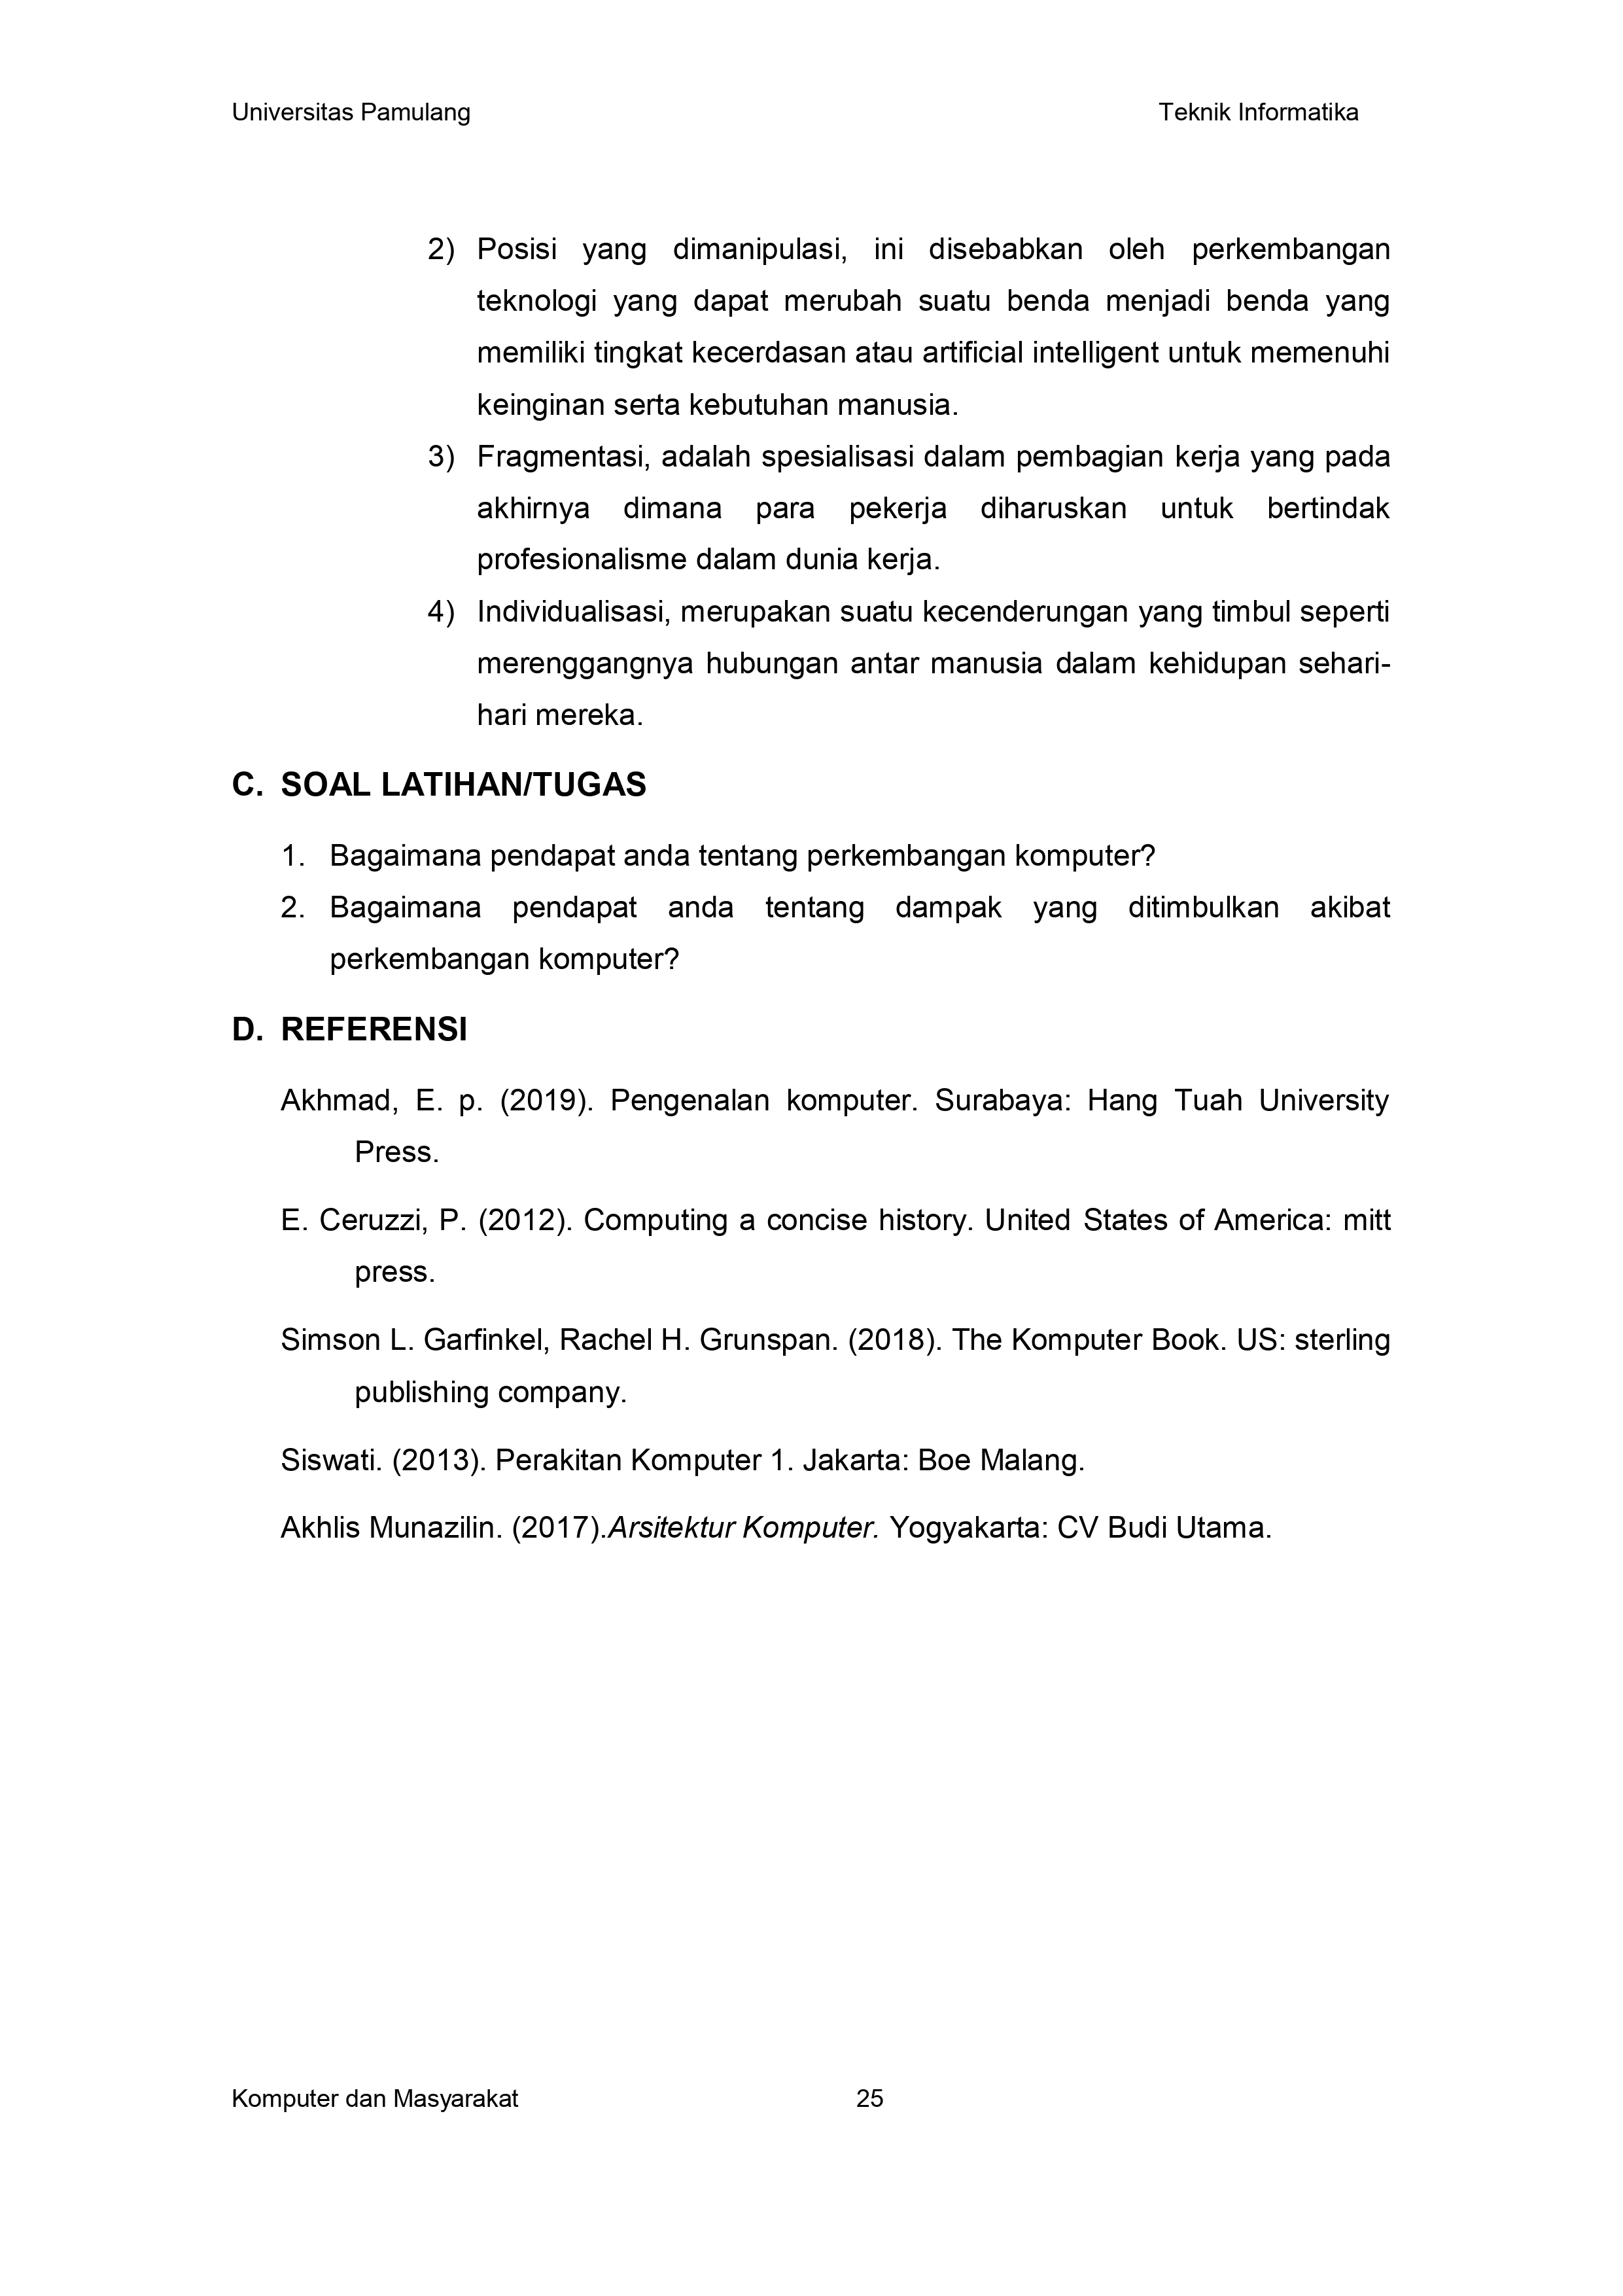 Universitas Pamulang Teknik Informatika
2) Posisi yang dimanipulasi, ini disebabkan oleh perkembangan
teknologi yang dapat merubah suatu benda menjadi benda yang
memiliki tingkat kecerdasan atau artificial intelligent untuk memenuhi
keinginan serta kebutuhan manusia.
3) Fragmentasi, adalah spesialisasi dalam pembagian kerja yang pada
akhirnya dimana para pekerja diharuskan untuk bertindak
profesionalisme dalam dunia kerja.
4) Individualisasi, merupakan suatu kecenderungan yang timbul seperti
merenggangnya hubungan antar manusia dalam kehidupan sehari-
hari mereka.
C. SOAL LATIHAN/TUGAS
1. Bagaimana pendapat anda tentang perkembangan komputer?
2. Bagaimana pendapat anda tentang dampak yang ditimbulkan akibat
perkembangan komputer?
D. REFERENSI
Akhmad, E. p. (2019). Pengenalan komputer. Surabaya: Hang Tuah University
Press.
E. Ceruzzi, P. (2012). Computing a concise history. United States of America: mitt
press.
Simson L. Garfinkel, Rachel H. Grunspan. (2018). The Komputer Book. US: sterling
publishing company.
Siswati. (2013). Perakitan Komputer 1. Jakarta: Boe Malang.
Akhlis Munazilin. (2017).Arsitektur Komputer. Yogyakarta: CV Budi Utama.
Komputer dan Masyarakat 25